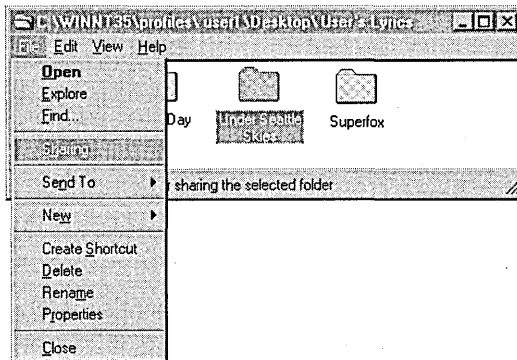 C:\WINNT35\profiles\user1\Desktop\User's Lyrics
File Edit View Help
Open
Explore
Find...
Day
Under Seattle
Skies
Superfox
Sharing
Send To
sharing the selected folder
New
Create Shortcut
Delete
Rename
Properties
Close